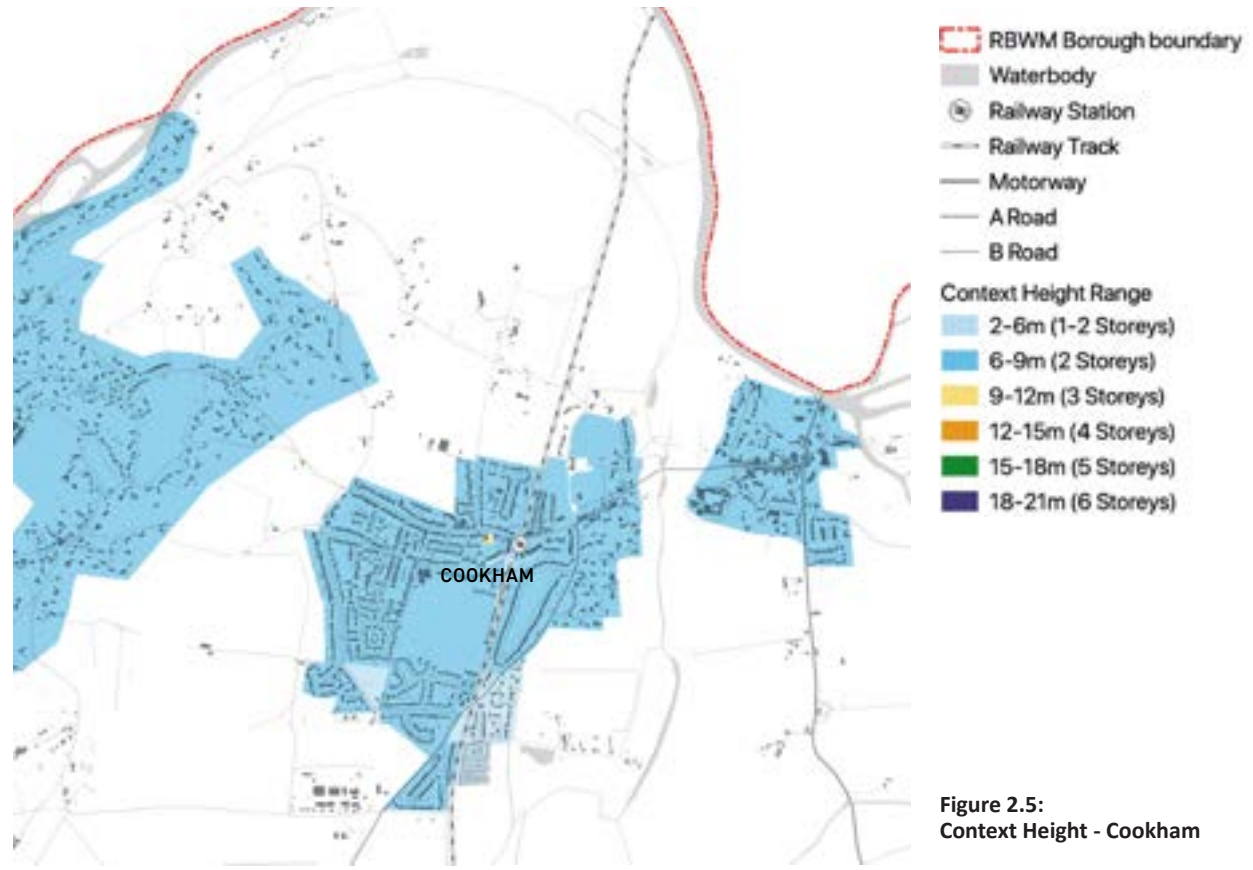 COOKHAM
RBWM Borough boundary
Waterbody
Railway Station
Railway Track
Motorway
A Road
B Road
Context Height Range
2-6m (1-2 Storeys)
6-9m (2 Storeys)
9-12m (3 Storeys)
12-15m (4 Storeys)
15-18m (5 Storeys)
18-21m (6 Storeys)
Figure 2.5:
Context Height - Cookham